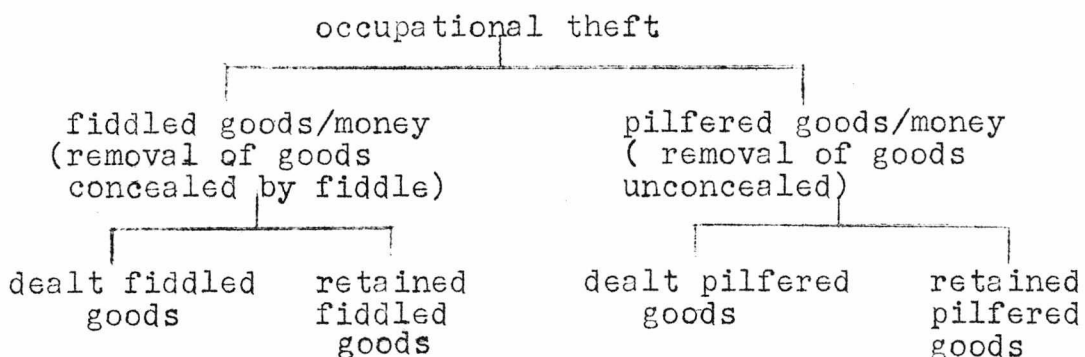 occupational theft
fiddled goods/money
(removal of goods
concealed by fiddle)
pilfered goods/money
( removal of goods
unconcealed)
dealt fiddled
goods
retained
fiddled
goods
dealt pilfered
goods
retained
pilfered
goods